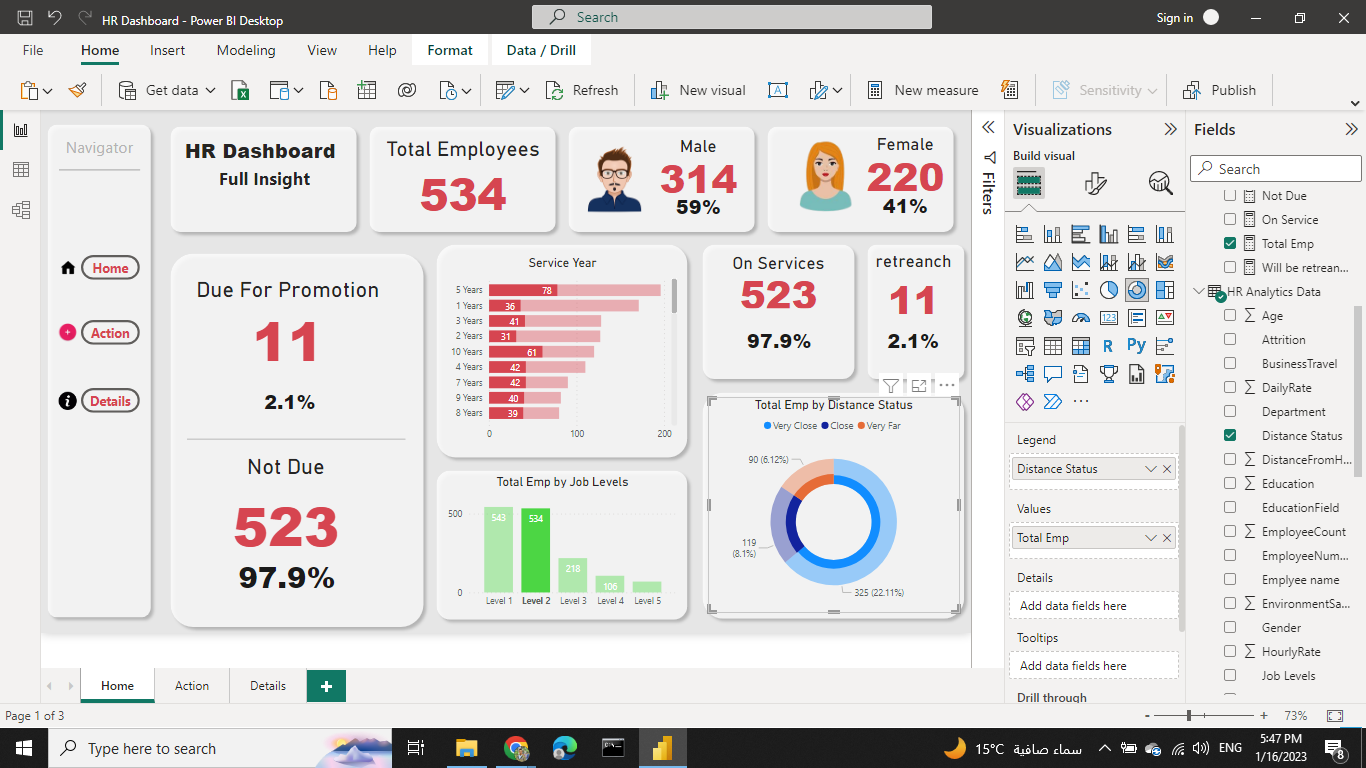 HR Dashboard - Power BI Desktop
Search
Sign in
File
Home
Insert
Modeling
View
Help
Format
Data / Drill
Get data
Refresh
New visual
New measure
Sensitivity
Publish
Navigator
Home
Action
Details
HR Dashboard
Full Insight
Total Employees
534
Male
314
59%
Female
220
41%
Due For Promotion
11
2.1%
Not Due
523
97.9%
Service Year
5 Years 78
1 Years 36
3 Years 41
2 Years 31
10 Years 61
4 Years 42
7 Years 42
9 Years 40
8 Years 39
0 100 200
Total Emp by Job Levels
500
0
543 534 218 106
Level 1 Level 2 Level 3 Level 4 Level 5
On Services
523
97.9%
retreanch
11
2.1%
Total Emp by Distance Status
Very Close Close Very Far
90 (6.12%)
119
(8.1%)
325 (22.11%)
Filters
Visualizations
Build visual
123
R
Py
Legend
Distance Status
Values
Total Emp
Details
Add data fields here
Tooltips
Add data fields here
Drill through
Fields
Search
Not Due
On Service
Total Emp
Will be retrean...
HR Analytics Data
Age
Attrition
BusinessTravel
DailyRate
Department
Distance Status
DistanceFromH...
Education
EducationField
EmployeeCount
EmployeeNum...
Emplyee name
EnvironmentSa...
Gender
HourlyRate
Job Levels
Home
Action
Details
Page 1 of 3
73%
Type here to search
15°C سماء صافية
ENG
5:47 PM
1/16/2023
8